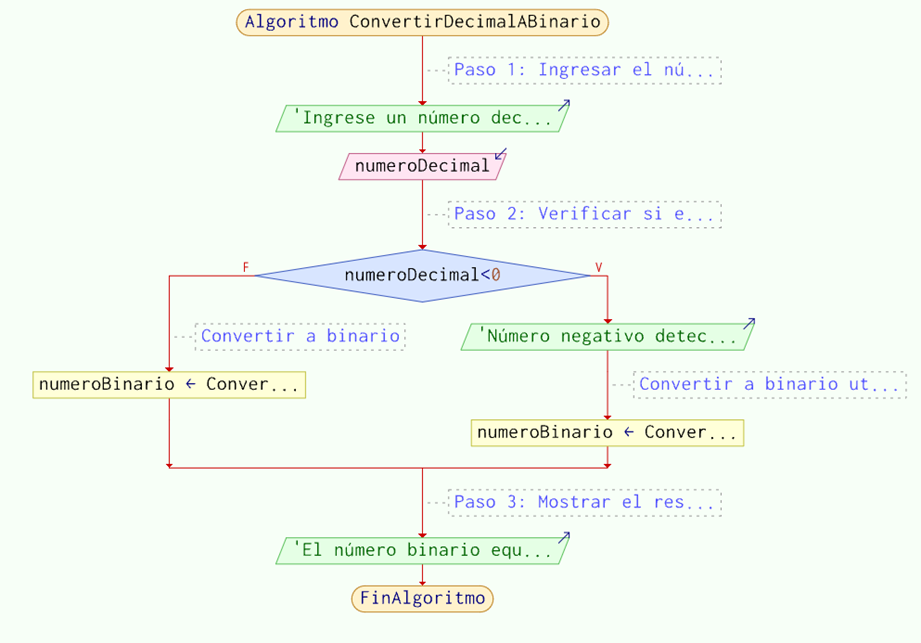 Algoritmo ConvertirDecimalABinario
Paso 1: Ingresar el nú...
'Ingrese un número dec...
numeroDecimal
Paso 2: Verificar si e...
F
numeroDecimal<0
V
Convertir a binario
'Número negativo detec...
numeroBinario ← Conver...
Convertir a binario ut...
numeroBinario ← Conver...
Paso 3: Mostrar el res...
'El número binario equ...
FinAlgoritmo